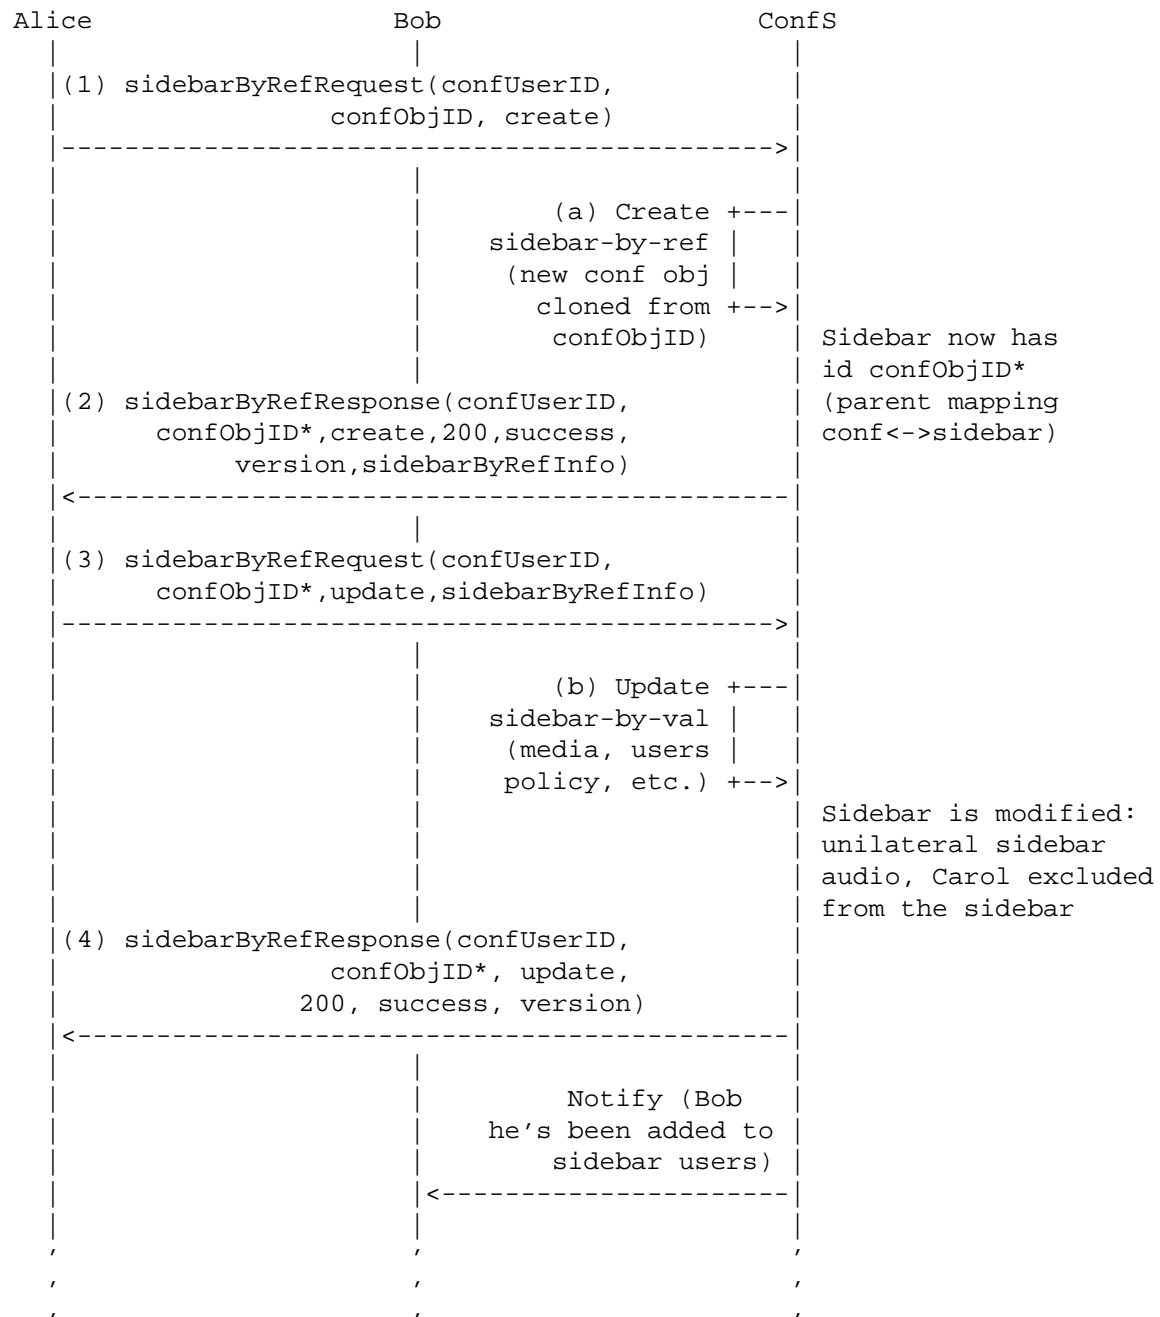 Alice Bob ConfS
(1) sidebarByRefRequest(confUserID,
confObjID, create)
(a) Create
sidebar-by-ref
(new conf obj
cloned from
confObjID) Sidebar now has
id confObjID*
(2) sidebarByRefResponse(confUserID, (parent mapping
confObjID*,create,200,success, conf<->sidebar)
version,sidebarByRefInfo)
(3) sidebarByRefRequest(confUserID,
confObjID*,update,sidebarByRefInfo)
(b) Update
sidebar-by-val
(media, users
policy, etc.)
Sidebar is modified:
unilateral sidebar
audio, Carol excluded
from the sidebar
(4) sidebarByRefResponse(confUserID,
confObjID*, update,
200, success, version)
Notify (Bob
he's been added to
sidebar users)